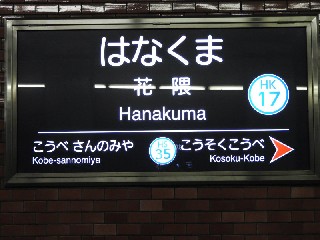 はなくま
花隈
Hanakuma
HK
17
こうべ さんのみや
Kobe-sannomiya
HS
35
こうそくこうべ
Kosoku-Kobe